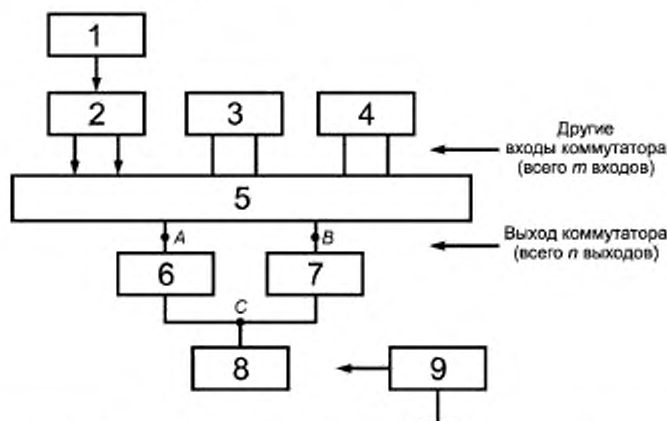 1
2
3
4
Другие
входы коммутатора
(всего m входов)
5
A
B
Выход коммутатора
(всего n выходов)
6
7
C
8
9